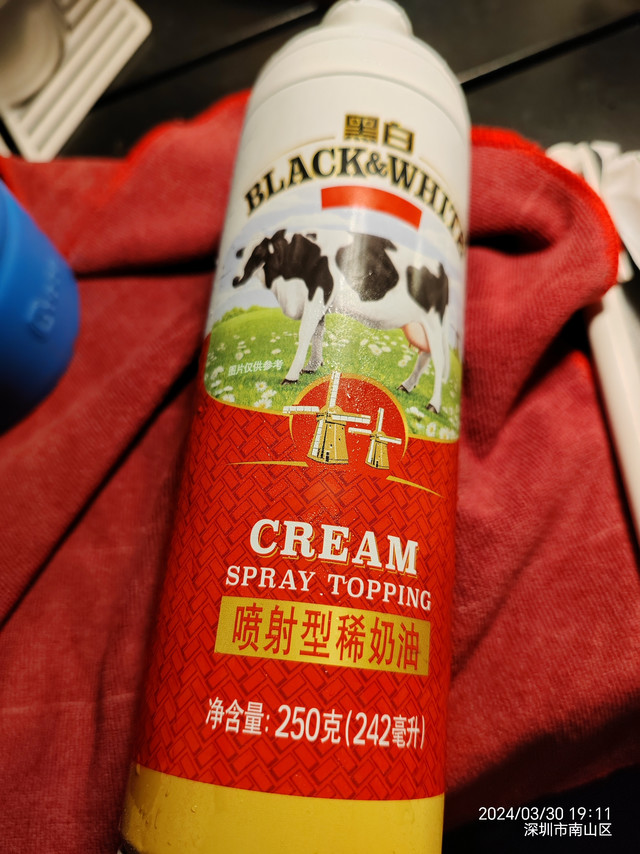 黑白
BLACK&WHITE
图片仅供参考
CREAM
SPRAY TOPPING
喷射型稀奶油
净含量: 250克(242毫升)
2024/03/30 19:11
深圳市南山区